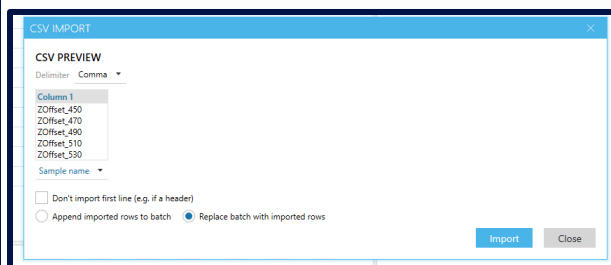 CSV IMPORT
CSV PREVIEW
Delimiter Comma
Column 1
ZOffset_450
ZOffset_470
ZOffset_490
ZOffset_510
ZOffset_530
Sample name
Don't import first line (e.g. if a header)
Append imported rows to batch Replace batch with imported rows
Import Close